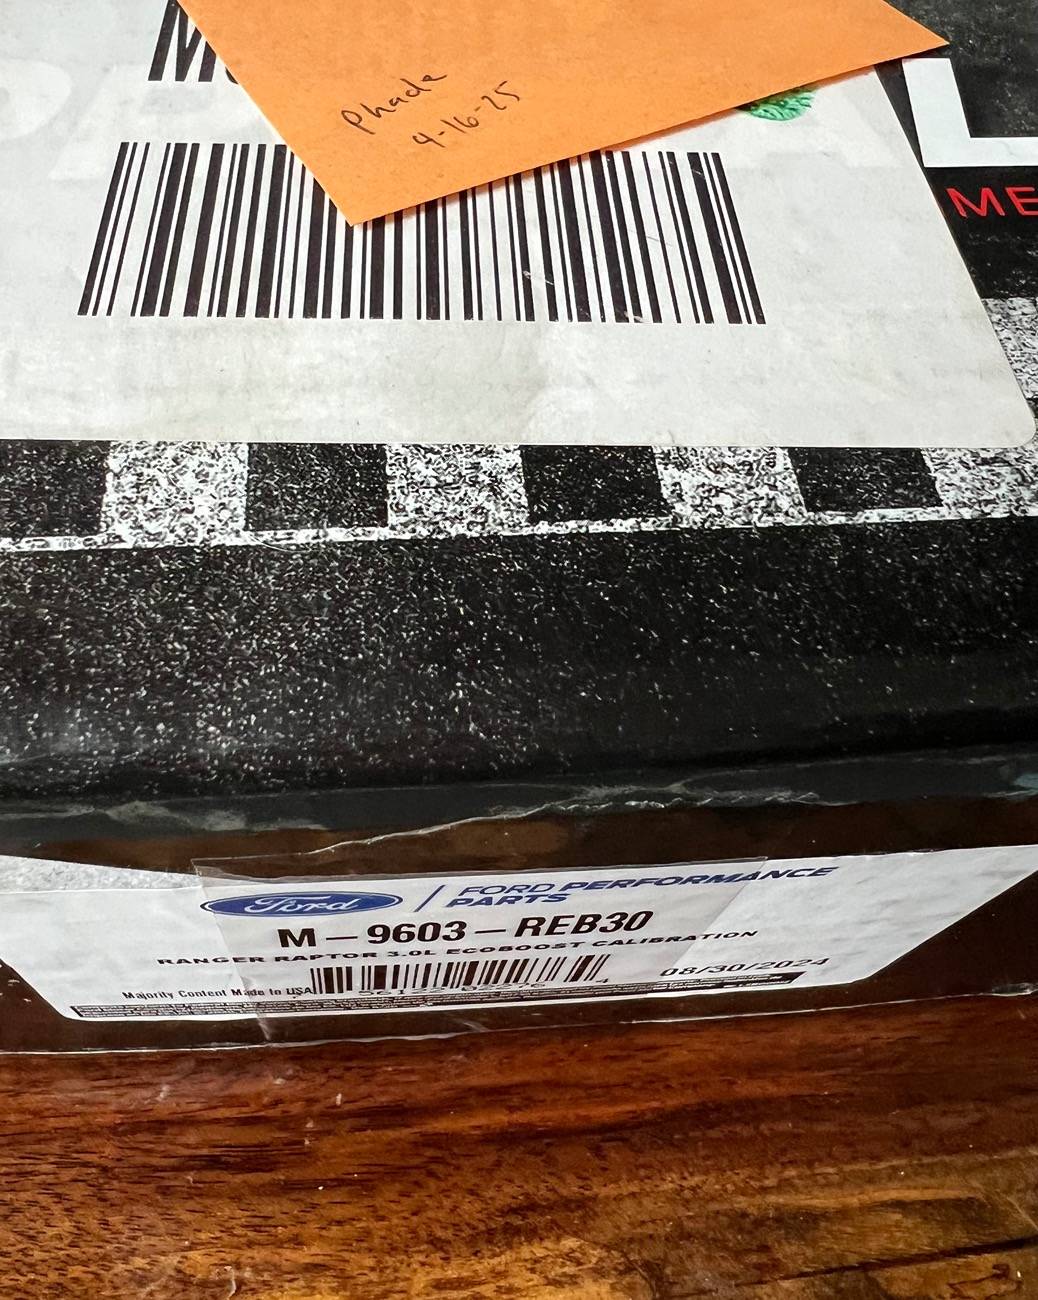 Phade
4-16-25
L
ME
Ford
FORD PERFORMANCE
PARTS
M-9603-REB30
RANGER RAPTOR 3.0L ECOBOOST CALIBRATION
08/30/2024
Majority Content Made to USA